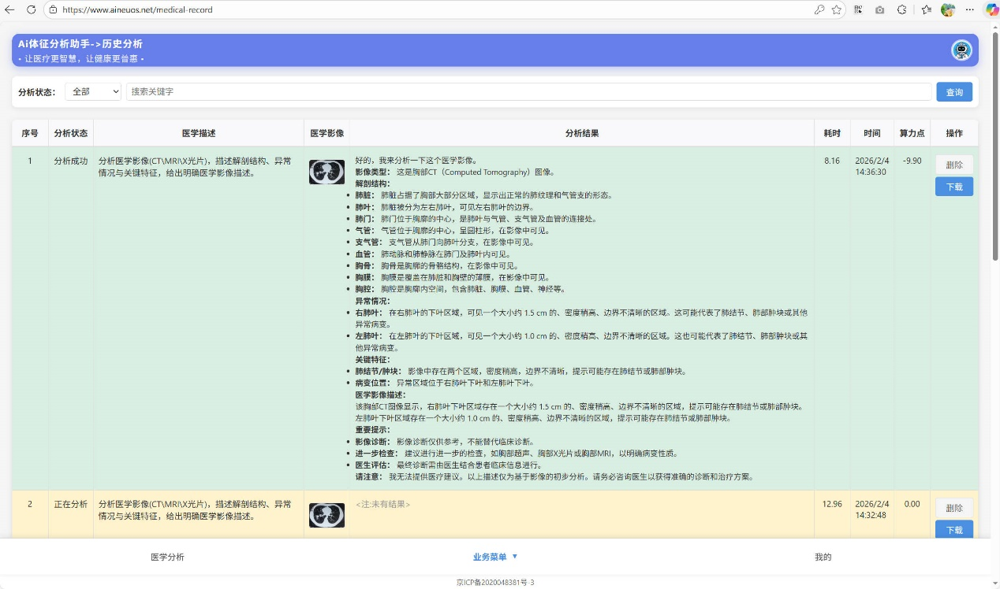 https://www.aineuos.net/medical-record
Ai体征分析助手->历史分析
• 让医疗更智慧，让健康更普惠 •
分析状态： 全部 搜索关键字 查询
序号 分析状态 医学描述 医学影像 分析结果 耗时 时间 算力点 操作
1 分析成功
分析医学影像(CT\MRI\X光片)，描述解剖结构、异常
情况与关键特征，给出明确医学影像描述。
好的，我来分析一下这个医学影像。
影像类型： 这是胸部CT（Computed Tomography）图像。
解剖结构：
• 肺脏： 肺脏占据了胸部大部分区域，显示出正常的肺纹理和气管支的形态。
• 肺叶： 肺脏被分为左右肺叶，可见左右肺叶的边界。
• 肺门： 肺门位于胸廓的中心，是肺叶与气管、支气管及血管的连接处。
• 气管： 气管位于胸廓的中心，呈圆柱形，在影像中可见。
• 支气管： 支气管从肺门向肺叶分支，在影像中可见。
• 血管： 肺动脉和肺静脉在肺门及肺叶内可见。
• 胸骨： 胸骨是胸廓的骨骼结构，在影像中可见。
• 胸膜： 胸膜是覆盖在肺脏和胸壁的薄膜，在影像中可见。
• 胸腔： 胸腔是胸廓内空间，包含肺脏、胸膜、血管、神经等。
异常情况：
• 右肺叶： 在右肺叶的下叶区域，可见一个大小约 1.5 cm 的、密度稍高、边界不清晰的区域。这可能代表了肺结节、肺部肿块或其他
异常病变。
• 左肺叶： 在左肺叶的下叶区域，可见一个大小约 1.0 cm 的、密度稍高、边界不清晰的区域。这也可能代表了肺结节、肺部肿块或其
他异常病变。
关键特征：
• 肺结节/肿块： 影像中存在两个区域，密度稍高，边界不清晰，提示可能存在肺结节或肺部肿块。
• 病变位置： 异常区域位于右肺叶下叶和左肺叶下叶。
医学影像描述：
该胸部CT图像显示，右肺叶下叶区域存在一个大小约 1.5 cm 的、密度稍高、边界不清晰的区域，提示可能存在肺结节或肺部肿块。
左肺叶下叶区域存在一个大小约 1.0 cm 的、密度稍高、边界不清晰的区域，提示可能存在肺结节或肺部肿块。
重要提示：
• 影像诊断： 影像诊断仅供参考，不能替代临床诊断。
• 进一步检查： 建议进行进一步的检查，如胸部超声、胸部X光片或胸部MRI，以明确病变性质。
• 医生评估： 最终诊断需由医生结合患者临床信息进行。
请注意： 我无法提供医疗建议。以上描述仅为基于影像的初步分析。请务必咨询医生以获得准确的诊断和治疗方案。
8.16
2026/2/4
14:36:30
-9.90
删除
下载
2 正在分析
分析医学影像(CT\MRI\X光片)，描述解剖结构、异常
情况与关键特征，给出明确医学影像描述。
<注:未有结果>
12.96
2026/2/4
14:32:48
0.00
删除
下载
医学分析 业务菜单 ▼ 我的
京ICP备2020048381号-3